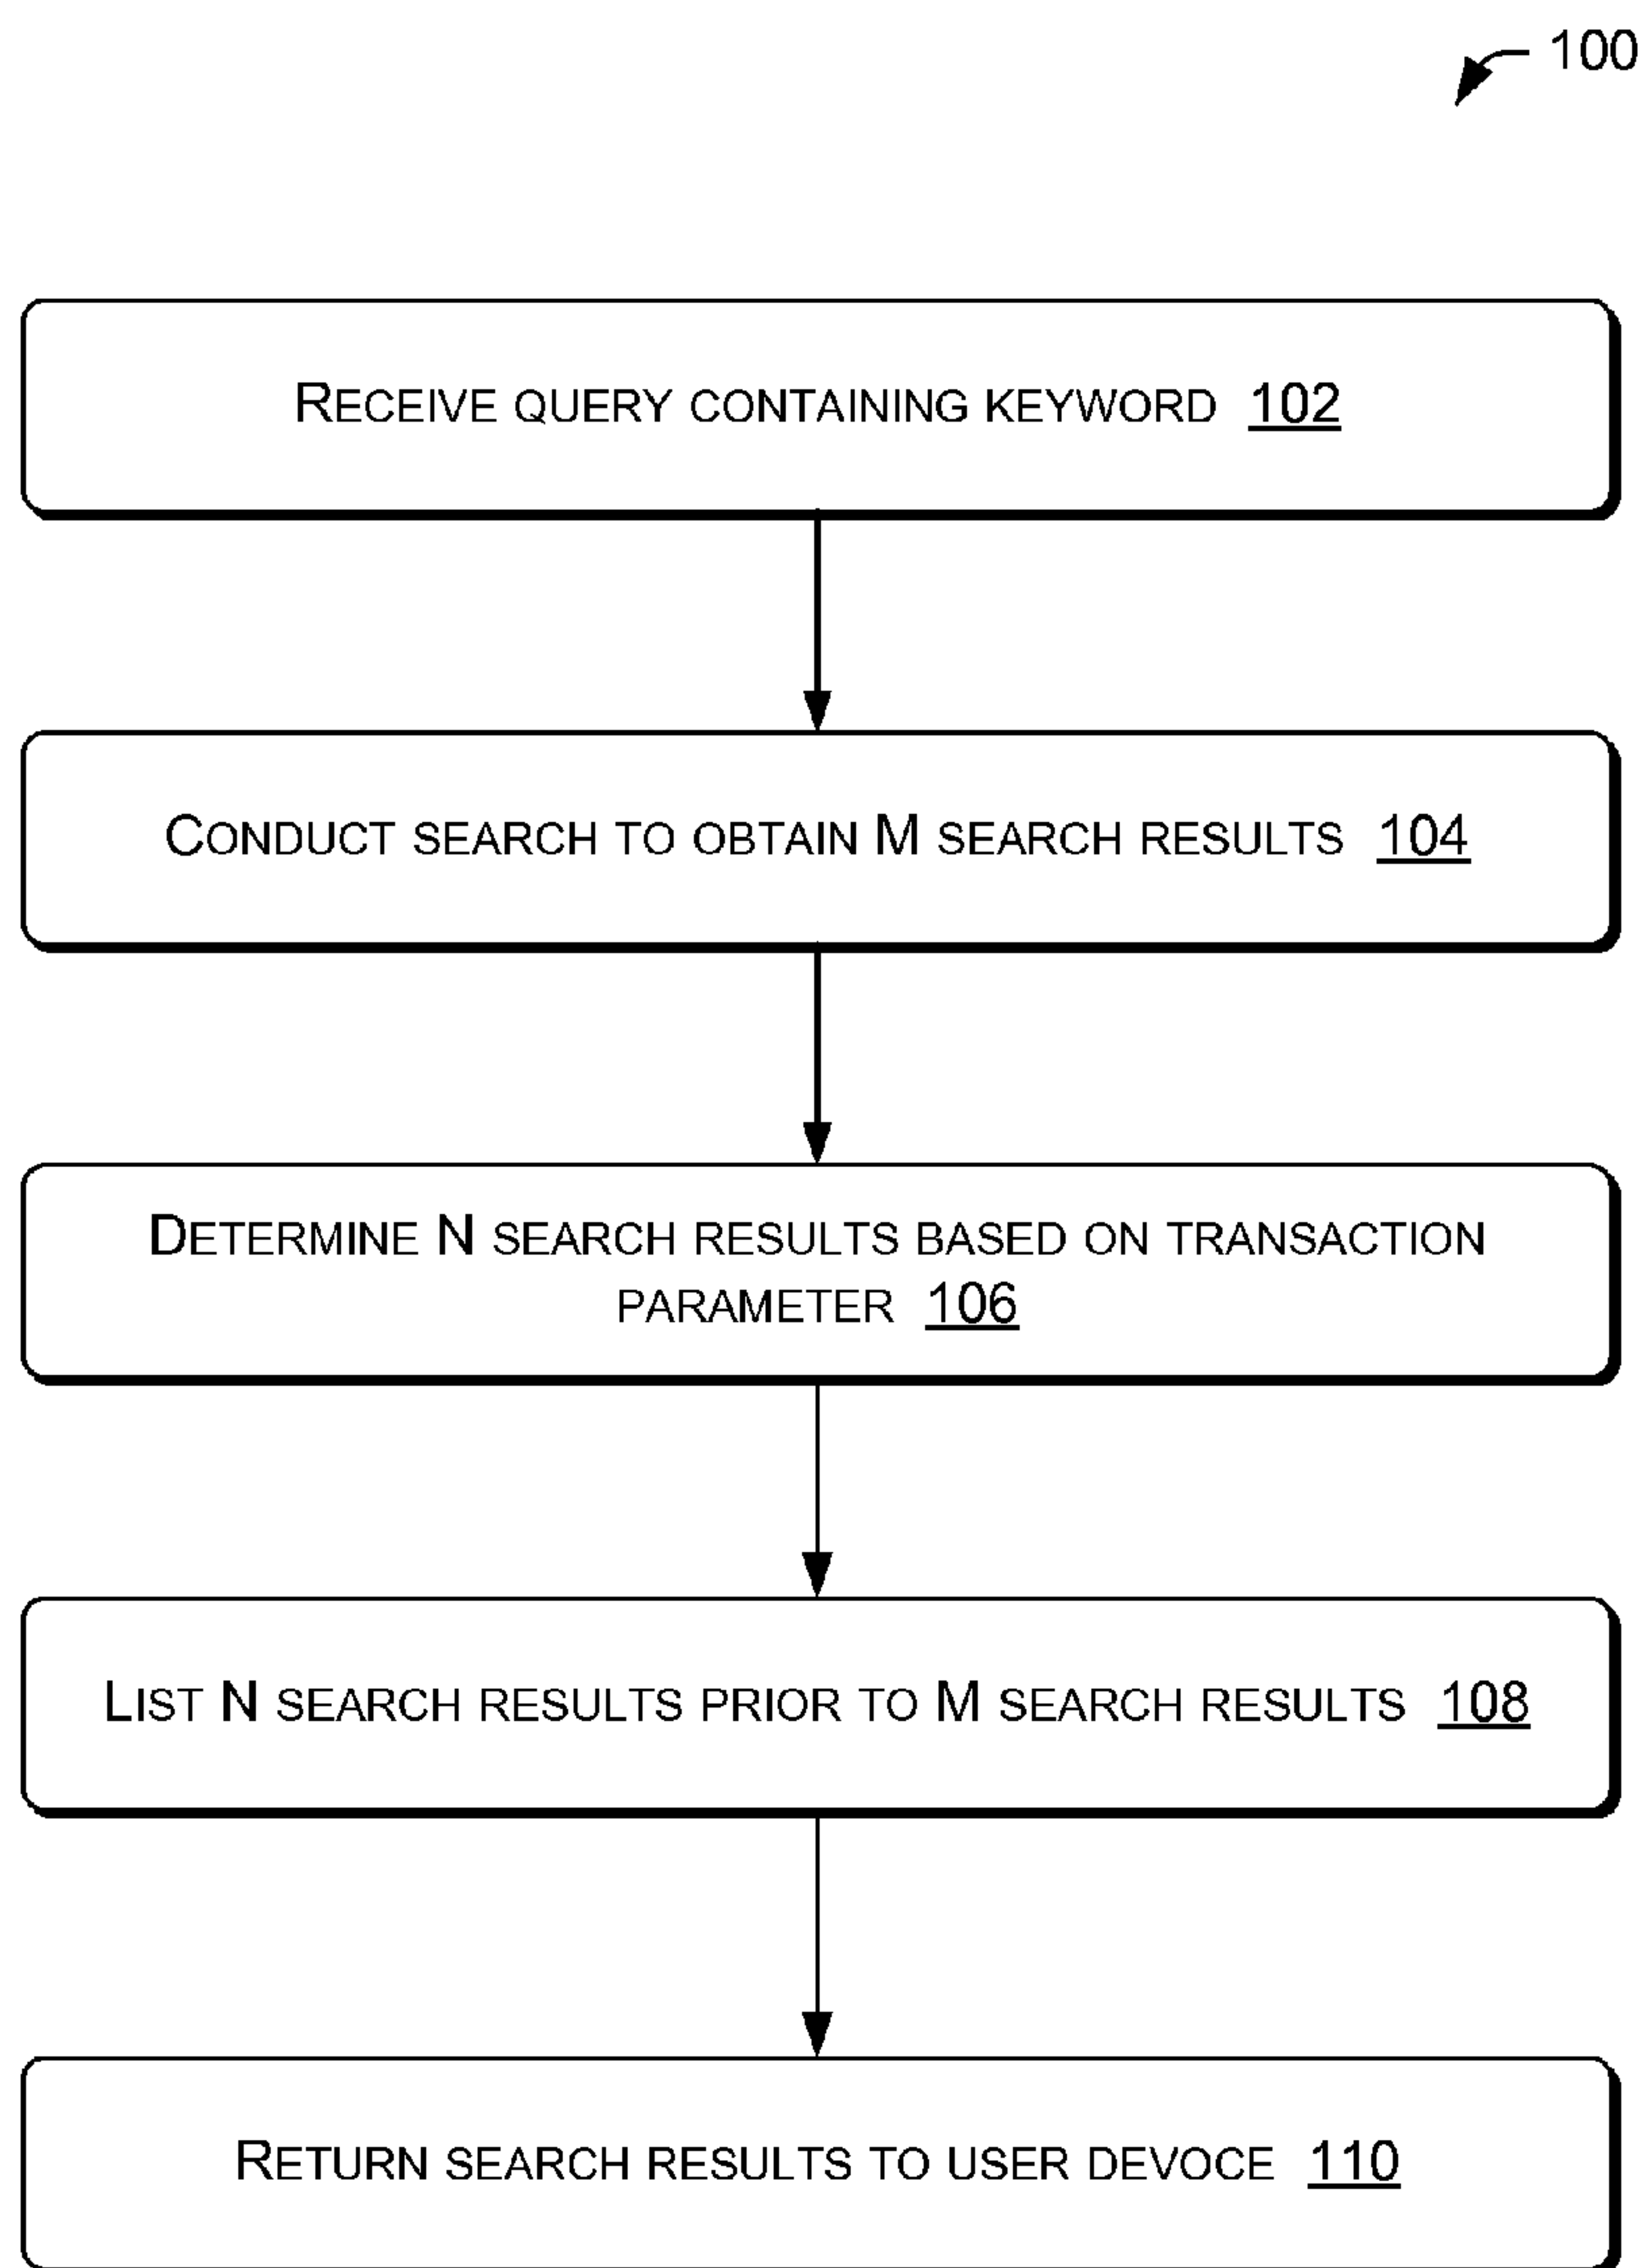 100
RECEIVE QUERY CONTAINING KEYWORD 102
CONDUCT SEARCH TO OBTAIN M SEARCH RESULTS 104
DETERMINE N SEARCH RESULTS BASED ON TRANSACTION
PARAMETER 106
LIST N SEARCH RESULTS PRIOR TO M SEARCH RESULTS 108
RETURN SEARCH RESULTS TO USER DEVOCE 110